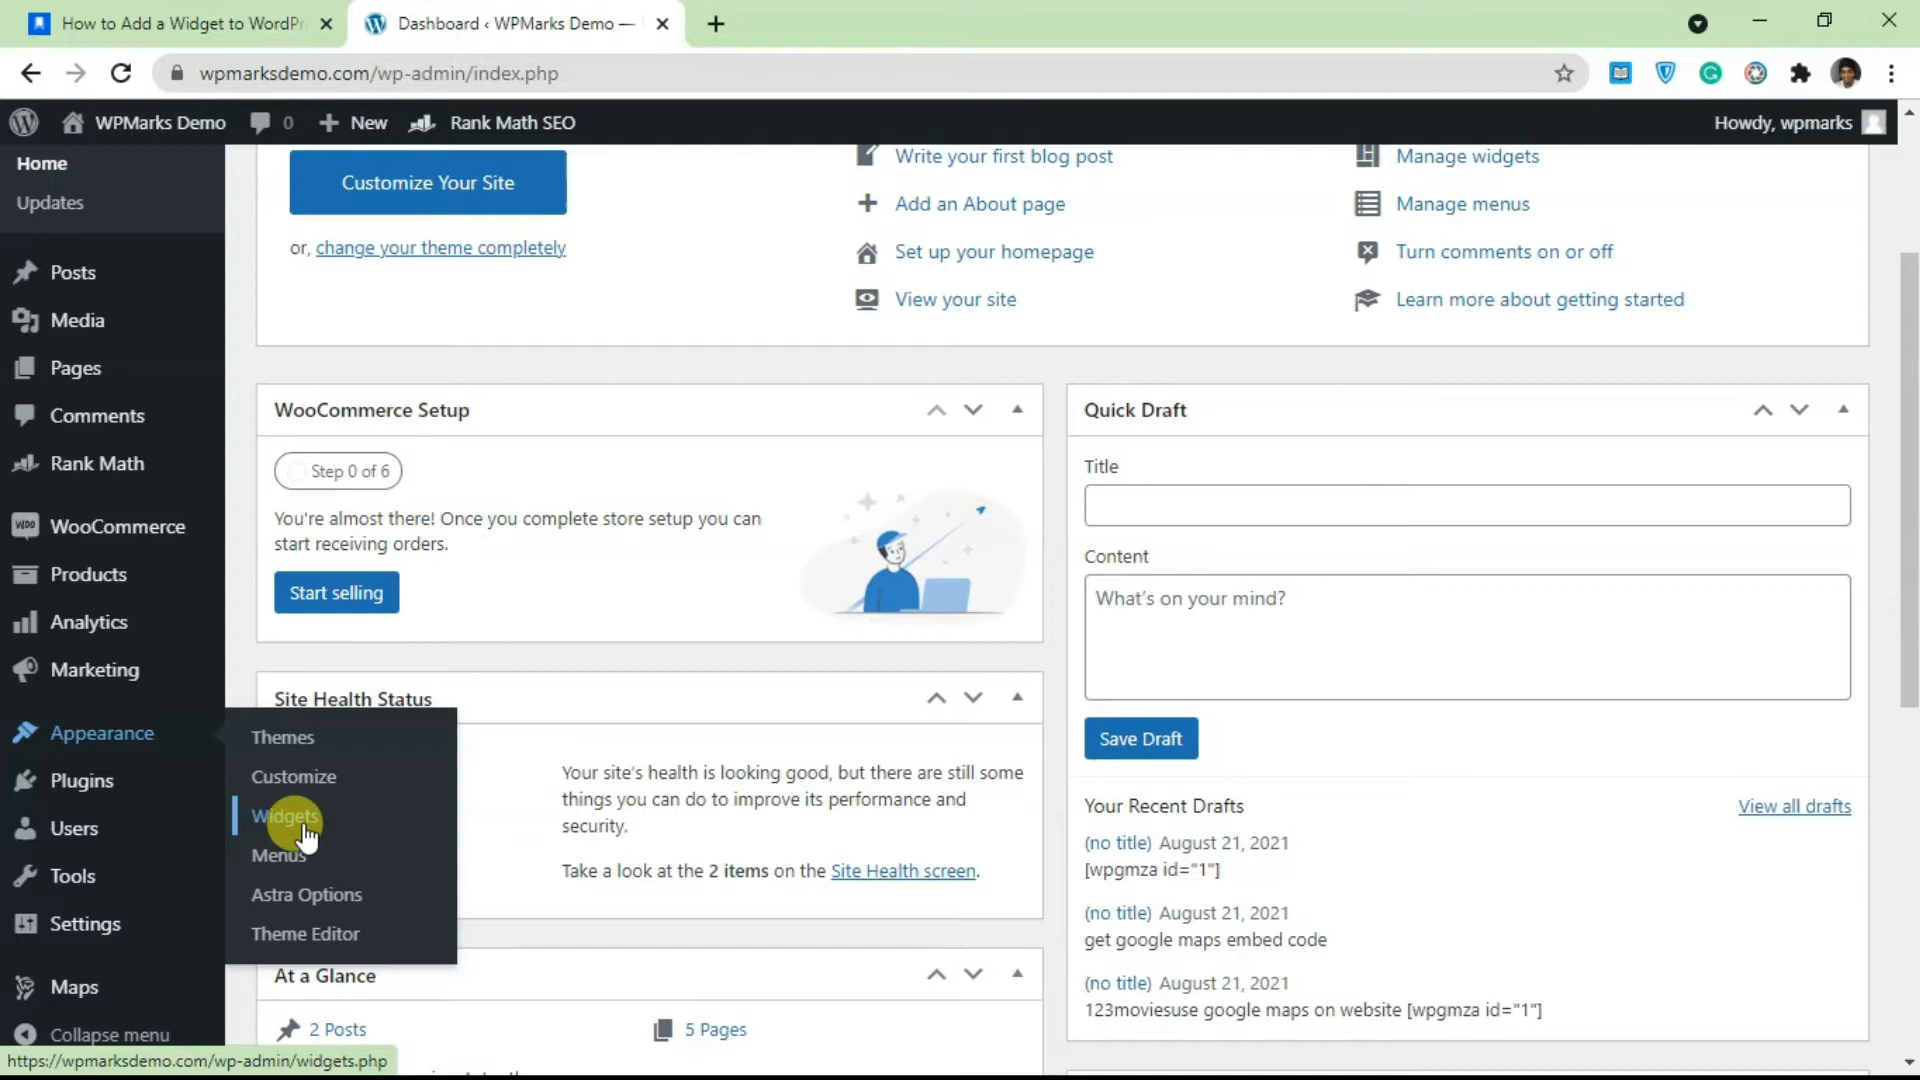 How to Add a Widget to WordPr
Dashboard ‹ WPMarks Demo —
wpmarksdemo.com/wp-admin/index.php
WPMarks Demo
0
New
Rank Math SEO
Howdy, wpmarks
Home
Updates
Posts
Media
Pages
Comments
Rank Math
WooCommerce
Products
Analytics
Marketing
Appearance
Plugins
Users
Tools
Settings
Maps
Collapse menu
Themes
Customize
Widgets
Menus
Astra Options
Theme Editor
Customize Your Site
or, change your theme completely
Write your first blog post
Add an About page
Set up your homepage
View your site
Manage widgets
Manage menus
Turn comments on or off
Learn more about getting started
WooCommerce Setup
Step 0 of 6
You're almost there! Once you complete store setup you can
start receiving orders.
Start selling
Site Health Status
Your site's health is looking good, but there are still some
things you can do to improve its performance and
security.
Take a look at the 2 items on the Site Health screen.
At a Glance
2 Posts
5 Pages
Quick Draft
Title
Content
What's on your mind?
Save Draft
Your Recent Drafts
View all drafts
(no title) August 21, 2021
[wpgmza id="1"]
(no title) August 21, 2021
get google maps embed code
(no title) August 21, 2021
123moviesuse google maps on website [wpgmza id="1"]
https://wpmarksdemo.com/wp-admin/widgets.php